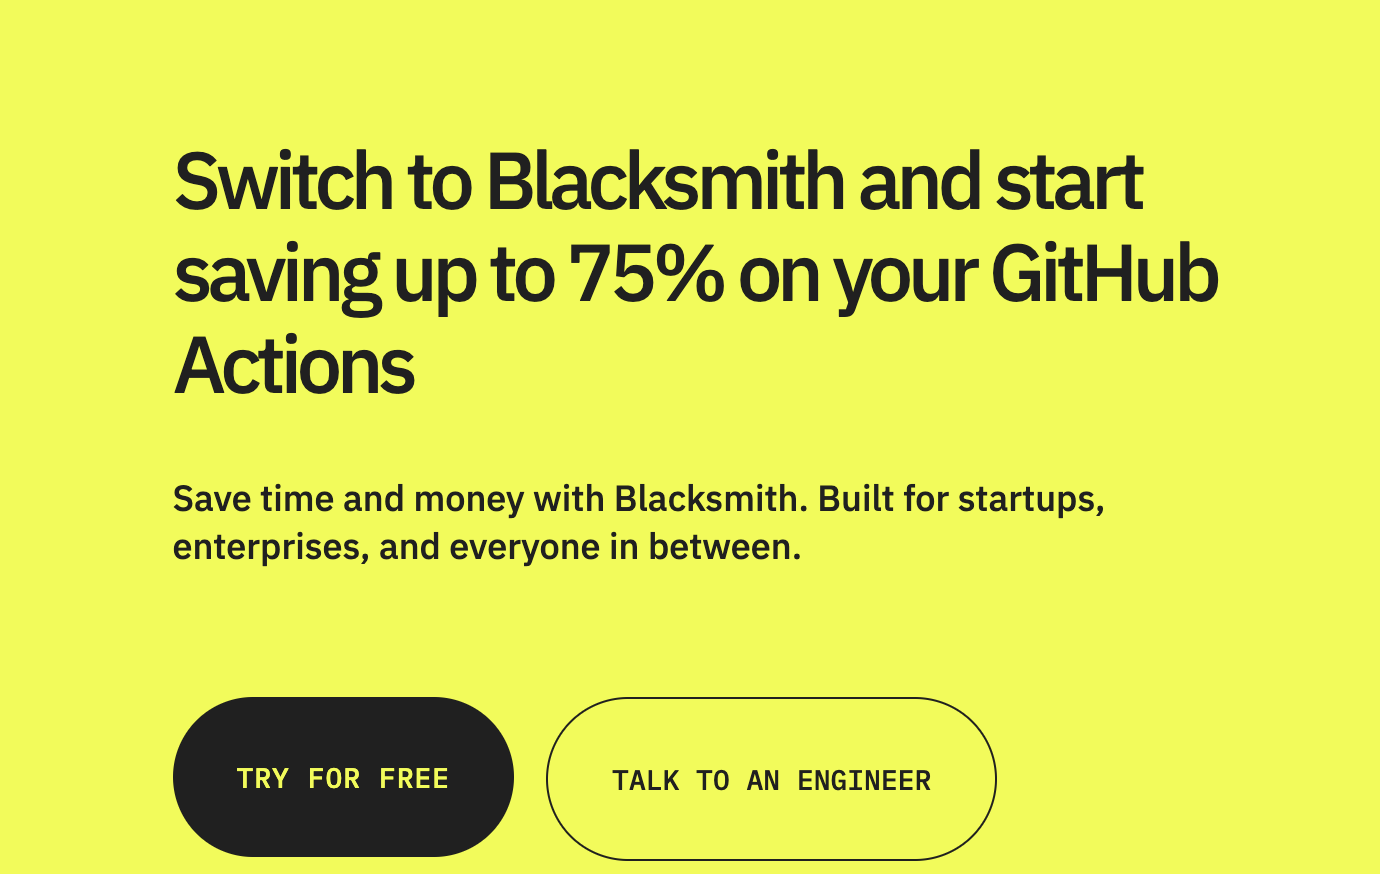 Switch to Blacksmith and start
saving up to 75% on your GitHub
Actions
Save time and money with Blacksmith. Built for startups,
enterprises, and everyone in between.
TRY FOR FREE
TALK TO AN ENGINEER